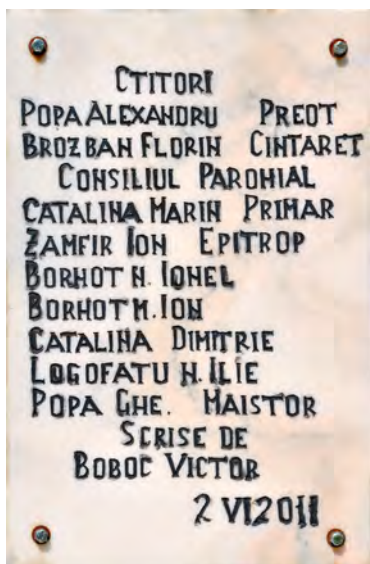 CTITORI
POPA ALEXANDRU PREOT
BROZBAN FLORIN CINTARET
CONSILIUL PAROHIAL
CATALINA MARIN PRIMAR
ZAMFIR ION EPITROP
BORHOT N. IONEL
BORHOT M. ION
CATALINA DIMITRIE
LOGOFATU N. ILIE
POPA GHE. MAISTOR
SCRISE DE
BOBOC VICTOR
2 VI 2011